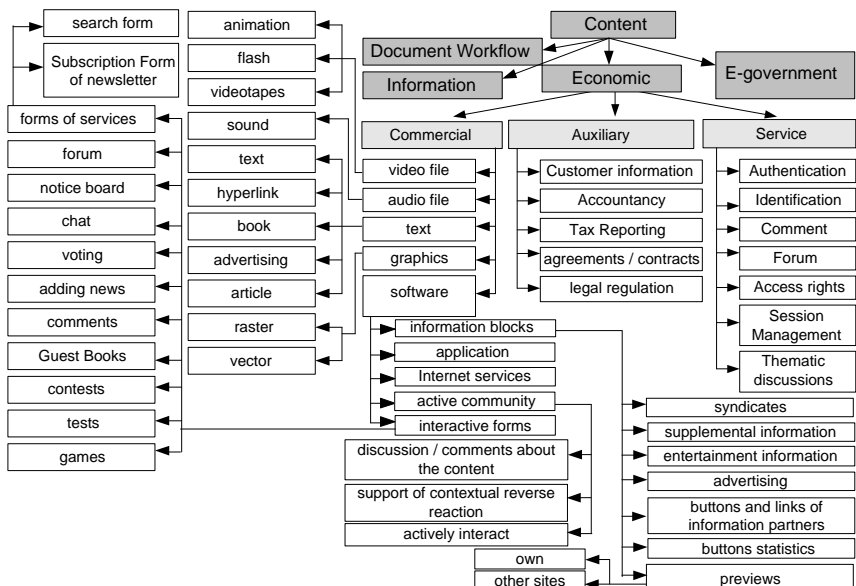 search form
Subscription Form
of newsletter
forms of services
forum
notice board
chat
voting
adding news
comments
Guest Books
contests
tests
games
animation
flash
videotapes
sound
text
hyperlink
book
advertising
article
raster
vector
Content
Document Workflow
Information
Economic
E-government
Commercial
Auxiliary
Service
video file
audio file
text
graphics
software
Customer information
Accountancy
Tax Reporting
agreements / contracts
legal regulation
Authentication
Identification
Comment
Forum
Access rights
Session
Management
Thematic
discussions
information blocks
application
Internet services
active community
interactive forms
discussion / comments about
the content
support of contextual reverse
reaction
actively interact
syndicates
supplemental information
entertainment information
advertising
buttons and links of
information partners
buttons statistics
previews
own
other sites